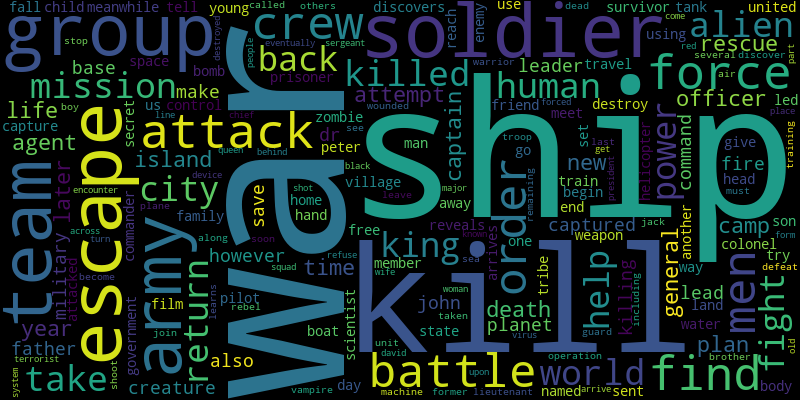 fall child meanwhile tell
young called others
discovers
reach
enemy
use
survivor tank united
group
crew
soldier
alien
stop
space
destroyed
eventually sergeant
warrior
dead
using
come
red
several discover
part
rescue
base
bomb
people
back
prisoner
killed
leader travel
force
air
mission
make
attempt
human
destroy
officer led
life
us control
line
chief
wounded
zombie
see
friend
forced
meet
troop
last
place
training
boy
capture
secret
attack
dr
peter
man
captain
go
set
get
helicopter
president
power
command
give
fire
agent
escape
war
ship
island
queen behind
black
village
new
train
begin
head
must
team
later
encounter
device
city
save
shot
home
hand
major
away
leave
order
remaining
end
camp
son
across
commander
army
family
plane
along
soon
free
king
reveals
known
captured
jack
another
colonel
form
military
attacked
turn
become
however
refuse
time
member
wife
sea
arrives
one
weapon
help
killing
including
general
way
try
defeat
year
film
return
learns
pilot
squad
rebel
scientist
john
woman
taken
death
planet
tribe
state
kill
guard
lead
land
water
men
fight
father
government
join
also
boat
unit
david
virus
operation
plan
brother
old
system
terrorist
take
shoot
creature
vampire
day
battle
machine former lieutenant
upon
world
named
arrive
sent
find
body